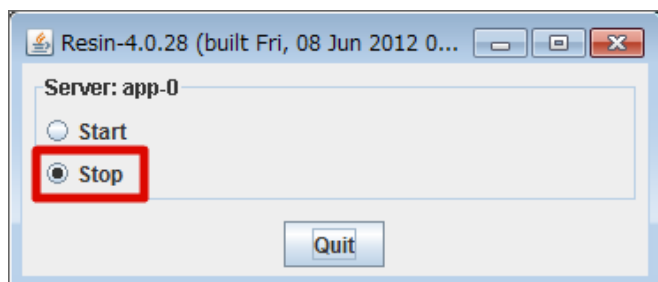 Resin-4.0.28 (built Fri, 08 Jun 2012 0...
Server: app-0
Start
Stop
Quit